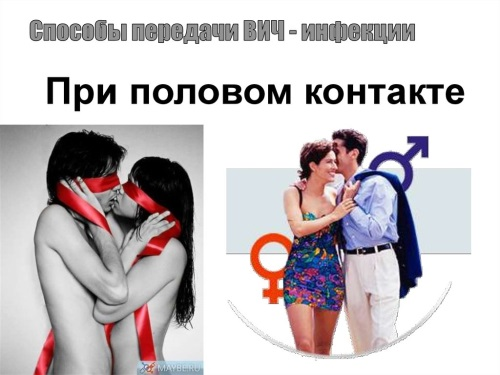 Способы передачи ВИЧ - инфекции
При половом контакте